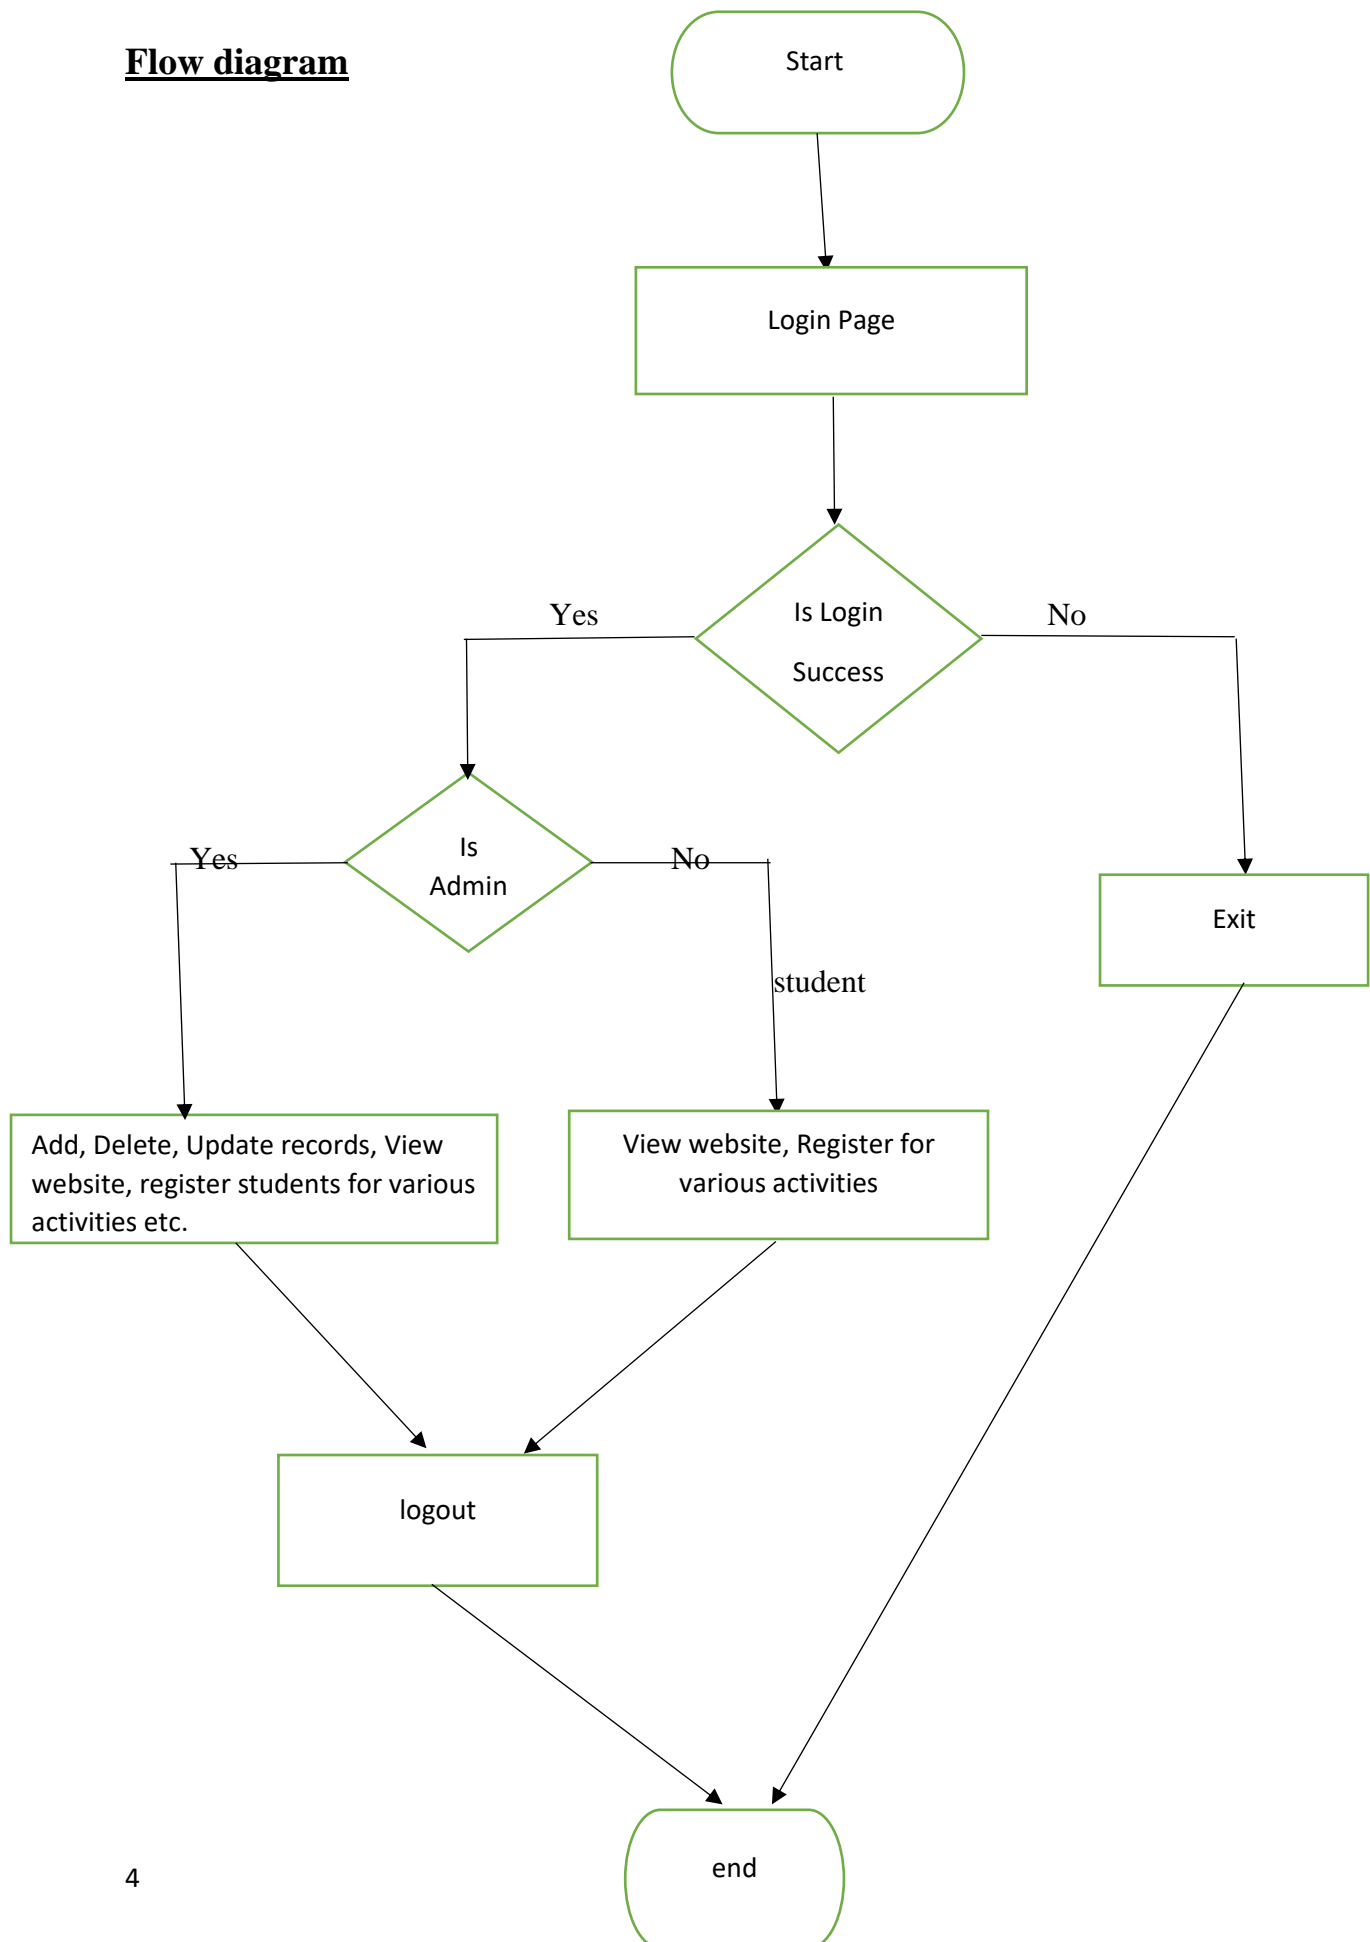 Flow diagram
Start
Login Page
Yes
Is Login
Success
No
Yes
Is
Admin
No
student
Exit
Add, Delete, Update records, View
website, register students for various
activities etc.
View website, Register for
various activities
logout
end
4